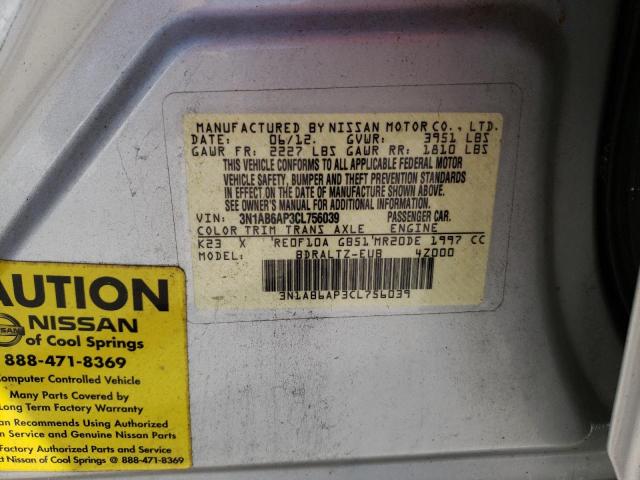 MANUFACTURED BY NISSAN MOTOR CO., LTD.
DATE: 06/12. GVWR: 3951 LBS
GAWR FR: 2227 LBS GAWR RR: 1810 LBS
THIS VEHICLE CONFORMS TO ALL APPLICABLE FEDERAL MOTOR
VEHICLE SAFETY, BUMPER AND THEFT PREVENTION STANDARDS
IN EFFECT ON THE DATE OF MANUFACTURE SHOWN ABOVE.
SEE OWNER'S MANUAL FOR MORE INFORMATION
VIN: 3N1AB6AP3CL756039 PASSENGER CAR.
COLOR TRIM TRANS AXLE ENGINE
K23 X RE0F10A GB51 MR20DE 1997 CC
MODEL: BDRALTZ-EUB 4Z000
3N1AB6AP3CL756039
AUTION
NISSAN
of Cool Springs
888-471-8369
omputer Controlled Vehicle
Many Parts Covered by
Long Term Factory Warranty
an Recommends Using Authorized
n Service and Genuine Nissan Parts
Factory Authorized Parts and Service
t Nissan of Cool Springs @ 888-471-8369